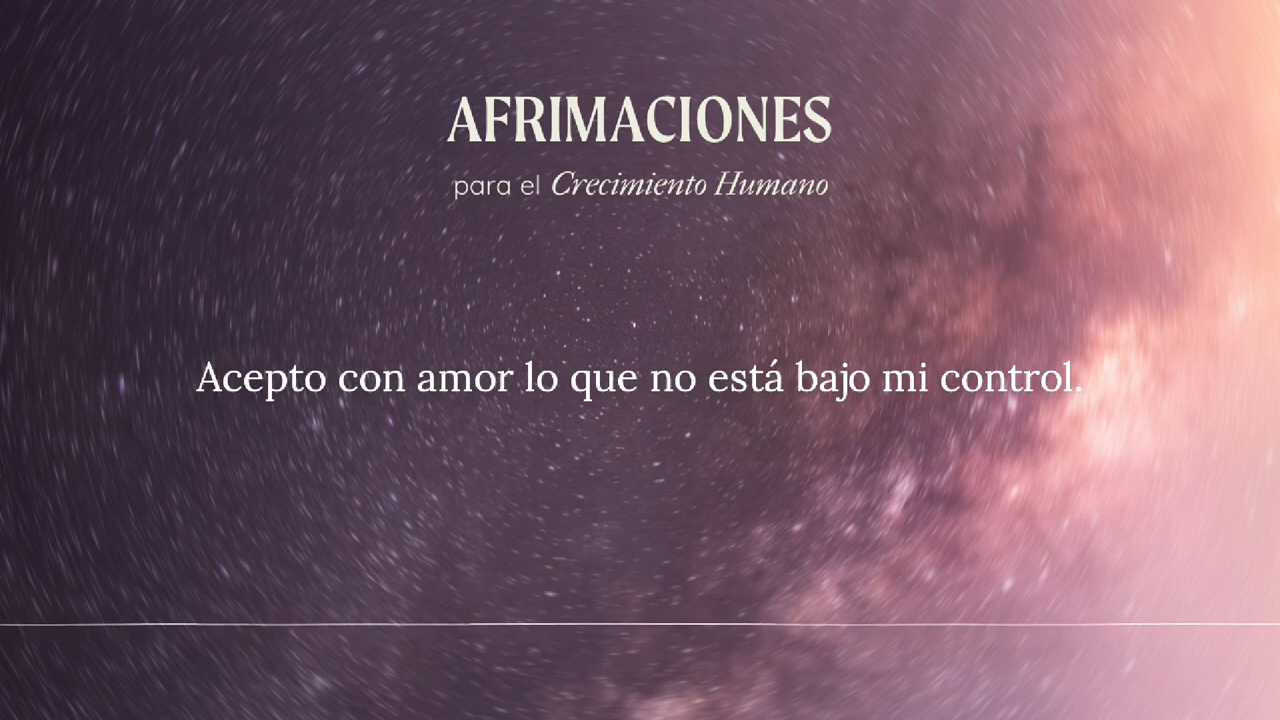 AFRIMACIONES
para el Crecimiento Humano
Acepto con amor lo que no está bajo mi control.